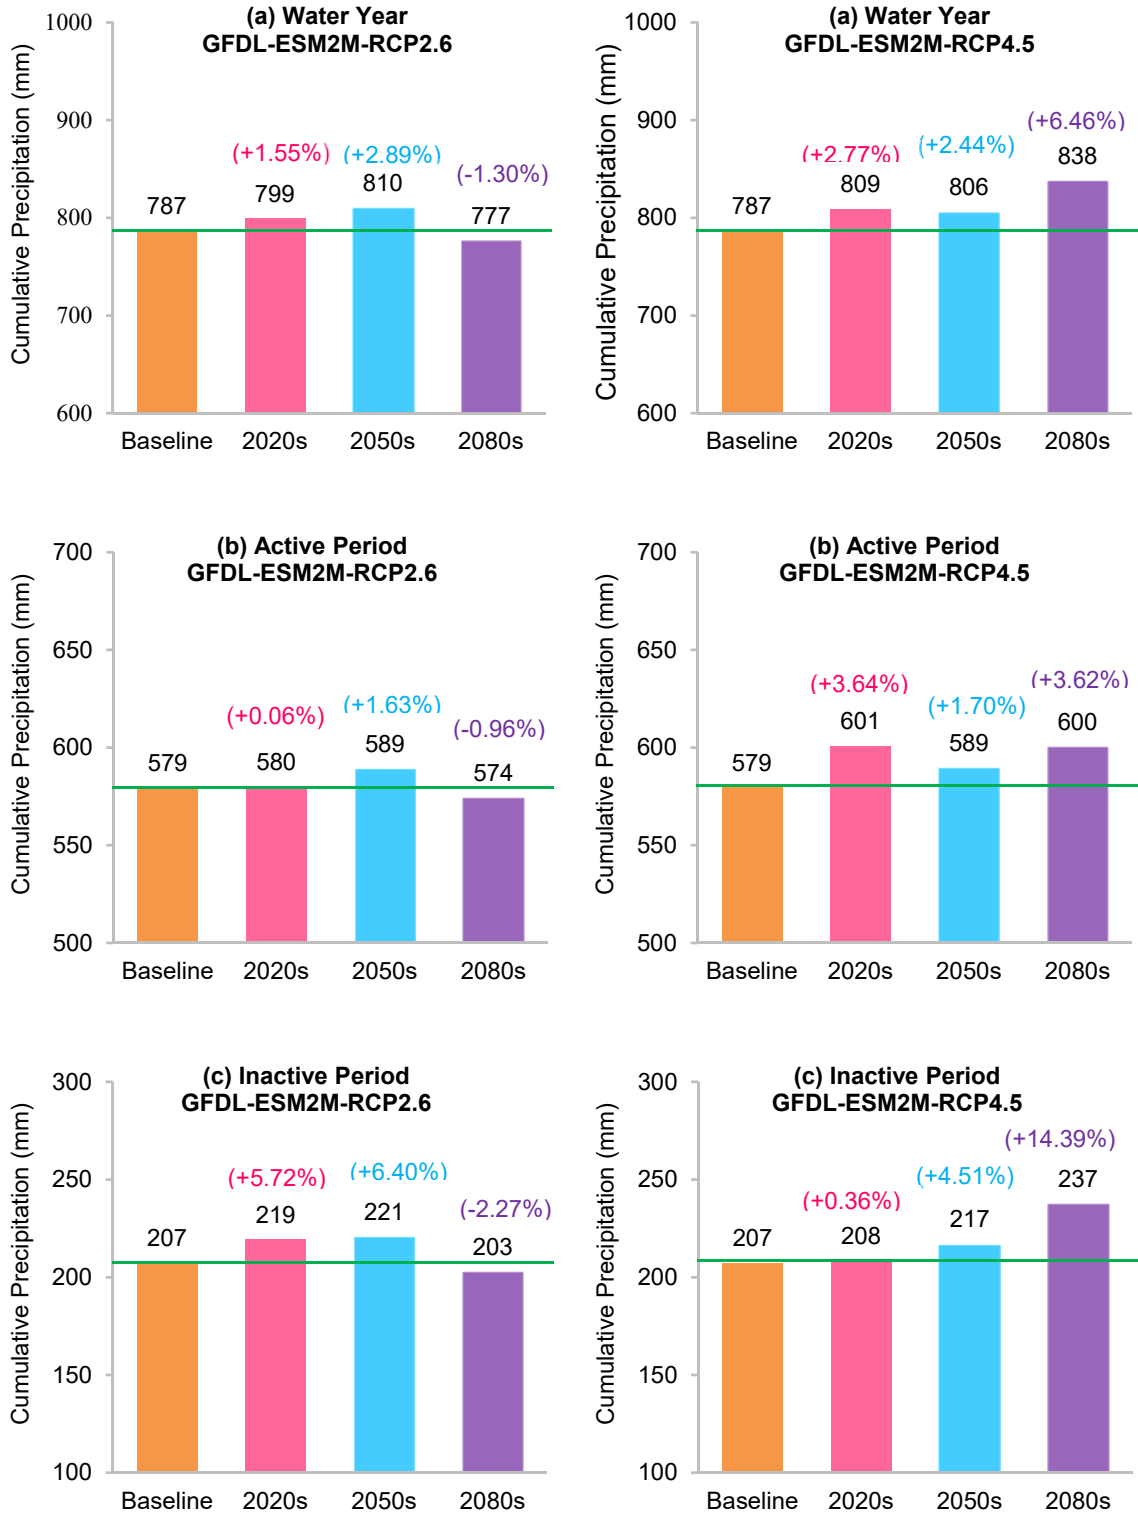 (a) Water Year
GFDL-ESM2M-RCP2.6
Cumulative Precipitation (mm)
1000
900
800
700
600
(+1.55%)
(+2.89%)
(-1.30%)
787
799
810
777
Baseline
2020s
2050s
2080s
(a) Water Year
GFDL-ESM2M-RCP4.5
Cumulative Precipitation (mm)
1000
900
800
700
600
(+2.77%)
(+2.44%)
(+6.46%)
787
809
806
838
Baseline
2020s
2050s
2080s
(b) Active Period
GFDL-ESM2M-RCP2.6
Cumulative Precipitation (mm)
700
650
600
550
500
(+0.06%)
(+1.63%)
(-0.96%)
579
580
589
574
Baseline
2020s
2050s
2080s
(b) Active Period
GFDL-ESM2M-RCP4.5
Cumulative Precipitation (mm)
700
650
600
550
500
(+3.64%)
(+1.70%)
(+3.62%)
579
601
589
600
Baseline
2020s
2050s
2080s
(c) Inactive Period
GFDL-ESM2M-RCP2.6
Cumulative Precipitation (mm)
300
250
200
150
100
(+5.72%)
(+6.40%)
(-2.27%)
207
219
221
203
Baseline
2020s
2050s
2080s
(c) Inactive Period
GFDL-ESM2M-RCP4.5
Cumulative Precipitation (mm)
300
250
200
150
100
(+0.36%)
(+4.51%)
(+14.39%)
207
208
217
237
Baseline
2020s
2050s
2080s